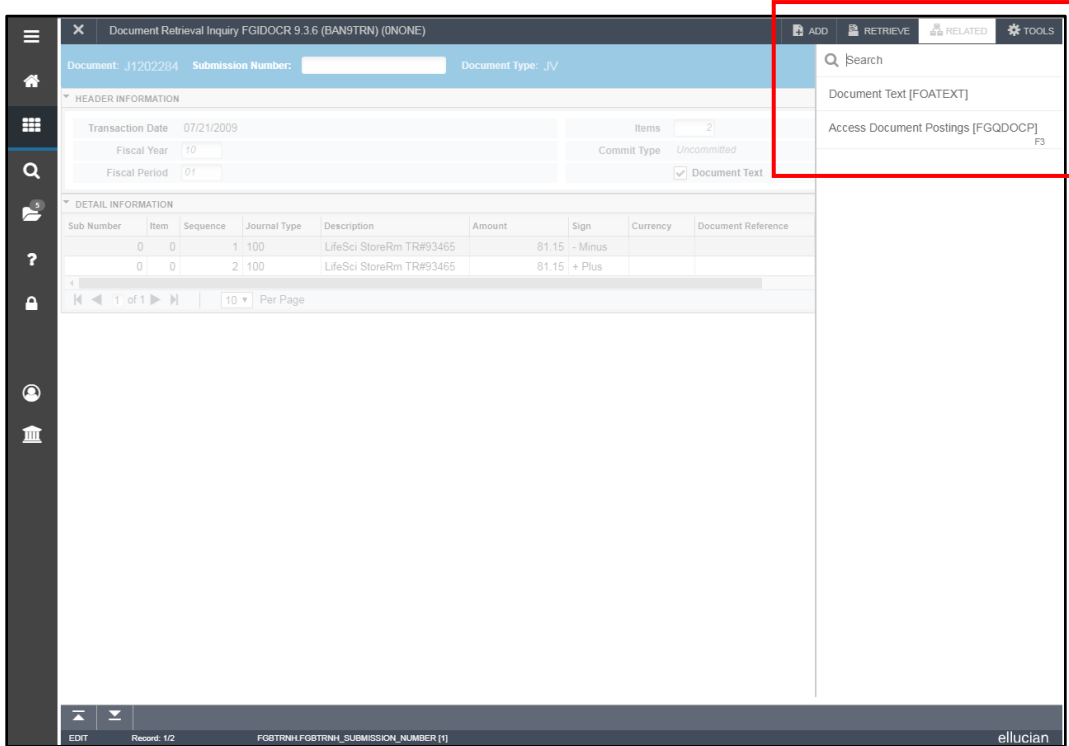 Document Retrieval Inquiry FGIDOCR 9.3.6 (BAN9TRN) (0NONE) ADD RETRIEVE RELATED TOOLS
Document: J1202284 Submission Number: Document Type: JV
Search
HEADER INFORMATION
Document Text [FOATEXT]
Transaction Date 07/21/2009 Items 2
Access Document Postings [FGQDOCP]
F3
Fiscal Year 10 Commit Type Uncommitted
Fiscal Period 01 Document Text
5
DETAIL INFORMATION
Sub Number Item Sequence Journal Type Description Amount Sign Currency Document Reference
0 0 1 100 LifeSci StoreRm TR#93465 81.15 - Minus
0 0 2 100 LifeSci StoreRm TR#93465 81.15 + Plus
1 of 1 10 Per Page
EDIT Record: 1/2 FGBTRNH.FGBTRNH_SUBMISSION_NUMBER [1] ellucian